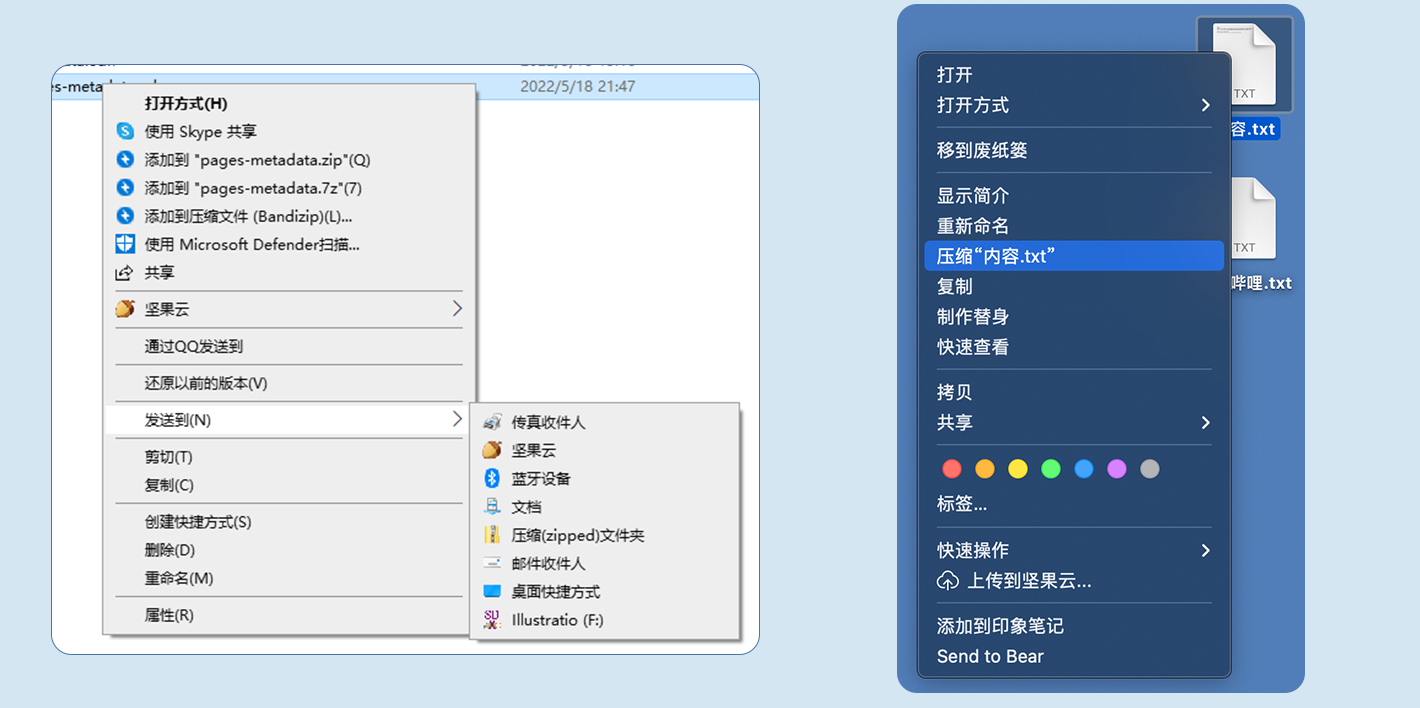 2022/5/18 21:47
打开方式(H)
使用 Skype 共享
添加到 "pages-metadata.zip"(Q)
添加到 "pages-metadata.7z"(7)
添加到压缩文件 (Bandizip)(L)...
使用 Microsoft Defender扫描...
共享
坚果云
通过QQ发送到
还原以前的版本(V)
发送到(N)
剪切(T)
复制(C)
创建快捷方式(S)
删除(D)
重命名(M)
属性(R)
传真收件人
坚果云
蓝牙设备
文档
压缩(zipped)文件夹
邮件收件人
桌面快捷方式
Illustratio (F:)
TXT
容.txt
TXT
哔哩.txt
打开
打开方式
移到废纸篓
显示简介
重新命名
压缩“内容.txt”
复制
制作替身
快速查看
拷贝
共享
标签...
快速操作
上传到坚果云...
添加到印象笔记
Send to Bear